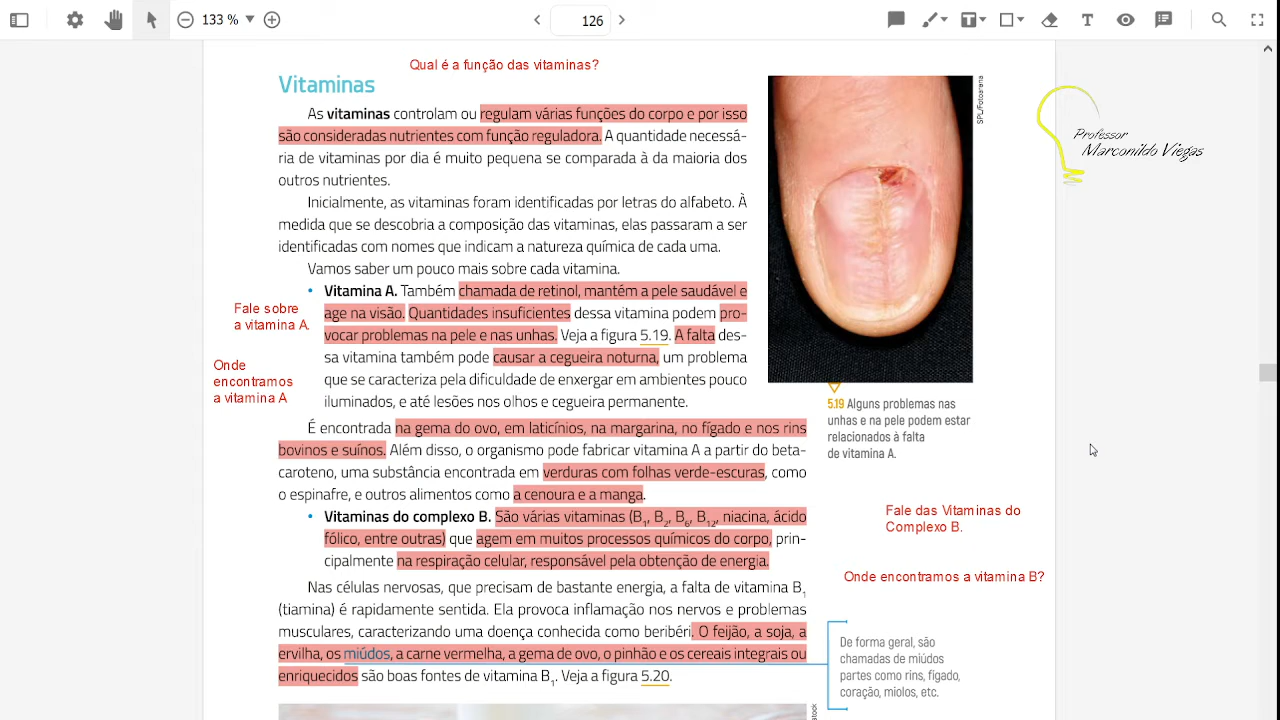 133 %
126
Qual é a função das vitaminas?
Vitaminas
As vitaminas controlam ou regulam várias funções do corpo e por isso
são consideradas nutrientes com função reguladora. A quantidade necessá-
ria de vitaminas por dia é muito pequena se comparada à da maioria dos
outros nutrientes.
Inicialmente, as vitaminas foram identificadas por letras do alfabeto. À
medida que se descobria a composição das vitaminas, elas passaram a ser
identificadas com nomes que indicam a natureza química de cada uma.
Vamos saber um pouco mais sobre cada vitamina.
• Vitamina A. Também chamada de retinol, mantém a pele saudável e
age na visão. Quantidades insuficientes dessa vitamina podem pro-
vocar problemas na pele e nas unhas. Veja a figura 5.19. A falta des-
sa vitamina também pode causar a cegueira noturna, um problema
que se caracteriza pela dificuldade de enxergar em ambientes pouco
iluminados, e até lesões nos olhos e cegueira permanente.
Fale sobre
a vitamina A.
Onde
encontramos
a vitamina A
É encontrada na gema do ovo, em laticínios, na margarina, no fígado e nos rins
bovinos e suínos. Além disso, o organismo pode fabricar vitamina A a partir do beta-
caroteno, uma substância encontrada em verduras com folhas verde-escuras, como
o espinafre, e outros alimentos como a cenoura e a manga.
• Vitaminas do complexo B. São várias vitaminas (B1, B2, B6, B12, niacina, ácido
fólico, entre outras) que agem em muitos processos químicos do corpo, prin-
cipalmente na respiração celular, responsável pela obtenção de energia.
Nas células nervosas, que precisam de bastante energia, a falta de vitamina B1
(tiamina) é rapidamente sentida. Ela provoca inflamação nos nervos e problemas
musculares, caracterizando uma doença conhecida como beribéri. O feijão, a soja, a
ervilha, os miúdos, a carne vermelha, a gema de ovo, o pinhão e os cereais integrais ou
enriquecidos são boas fontes de vitamina B1. Veja a figura 5.20.
SPL/Fotoarena
5.19 Alguns problemas nas
unhas e na pele podem estar
relacionados à falta
de vitamina A.
Fale das Vitaminas do
Complexo B.
Onde encontramos a vitamina B?
De forma geral, são
chamadas de miúdos
partes como rins, fígado,
coração, miolos, etc.
Professor
Marconildo Viegas